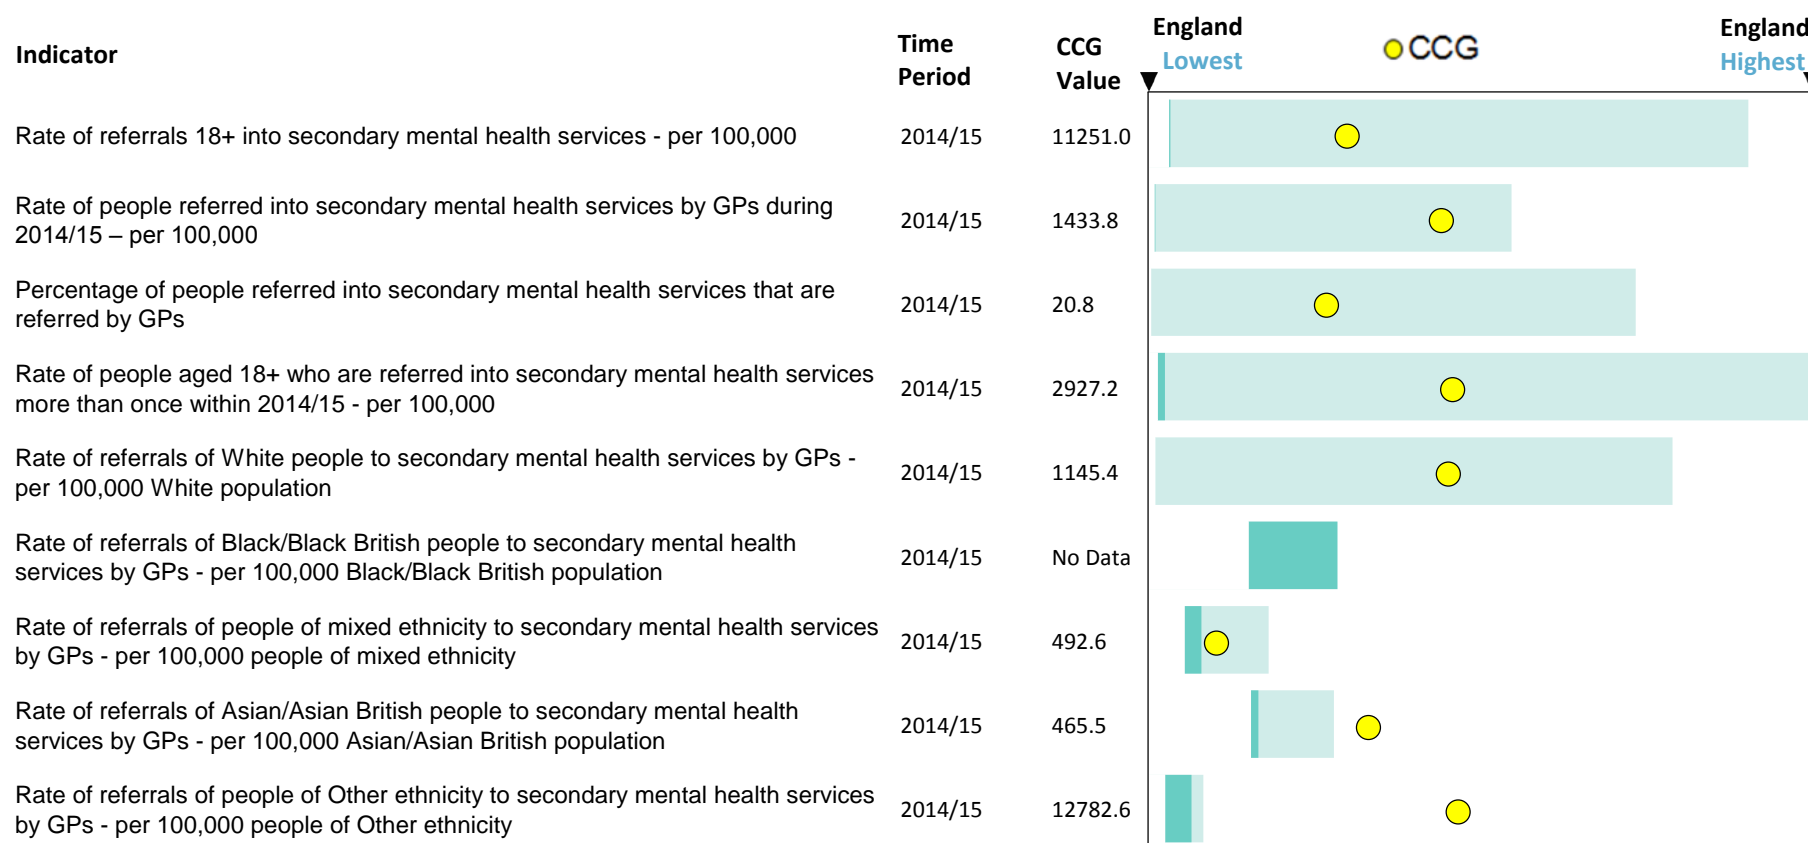 Indicator
Time
Period
CCG
Value
England
Lowest
CCG
England
Highest
Rate of referrals 18+ into secondary mental health services - per 100,000
2014/15
11251.0
Rate of people referred into secondary mental health services by GPs during
2014/15 – per 100,000
2014/15
1433.8
Percentage of people referred into secondary mental health services that are
referred by GPs
2014/15
20.8
Rate of people aged 18+ who are referred into secondary mental health services
more than once within 2014/15 - per 100,000
2014/15
2927.2
Rate of referrals of White people to secondary mental health services by GPs -
per 100,000 White population
2014/15
1145.4
Rate of referrals of Black/Black British people to secondary mental health
services by GPs - per 100,000 Black/Black British population
2014/15
No Data
Rate of referrals of people of mixed ethnicity to secondary mental health services
by GPs - per 100,000 people of mixed ethnicity
2014/15
492.6
Rate of referrals of Asian/Asian British people to secondary mental health
services by GPs - per 100,000 Asian/Asian British population
2014/15
465.5
Rate of referrals of people of Other ethnicity to secondary mental health services
by GPs - per 100,000 people of Other ethnicity
2014/15
12782.6